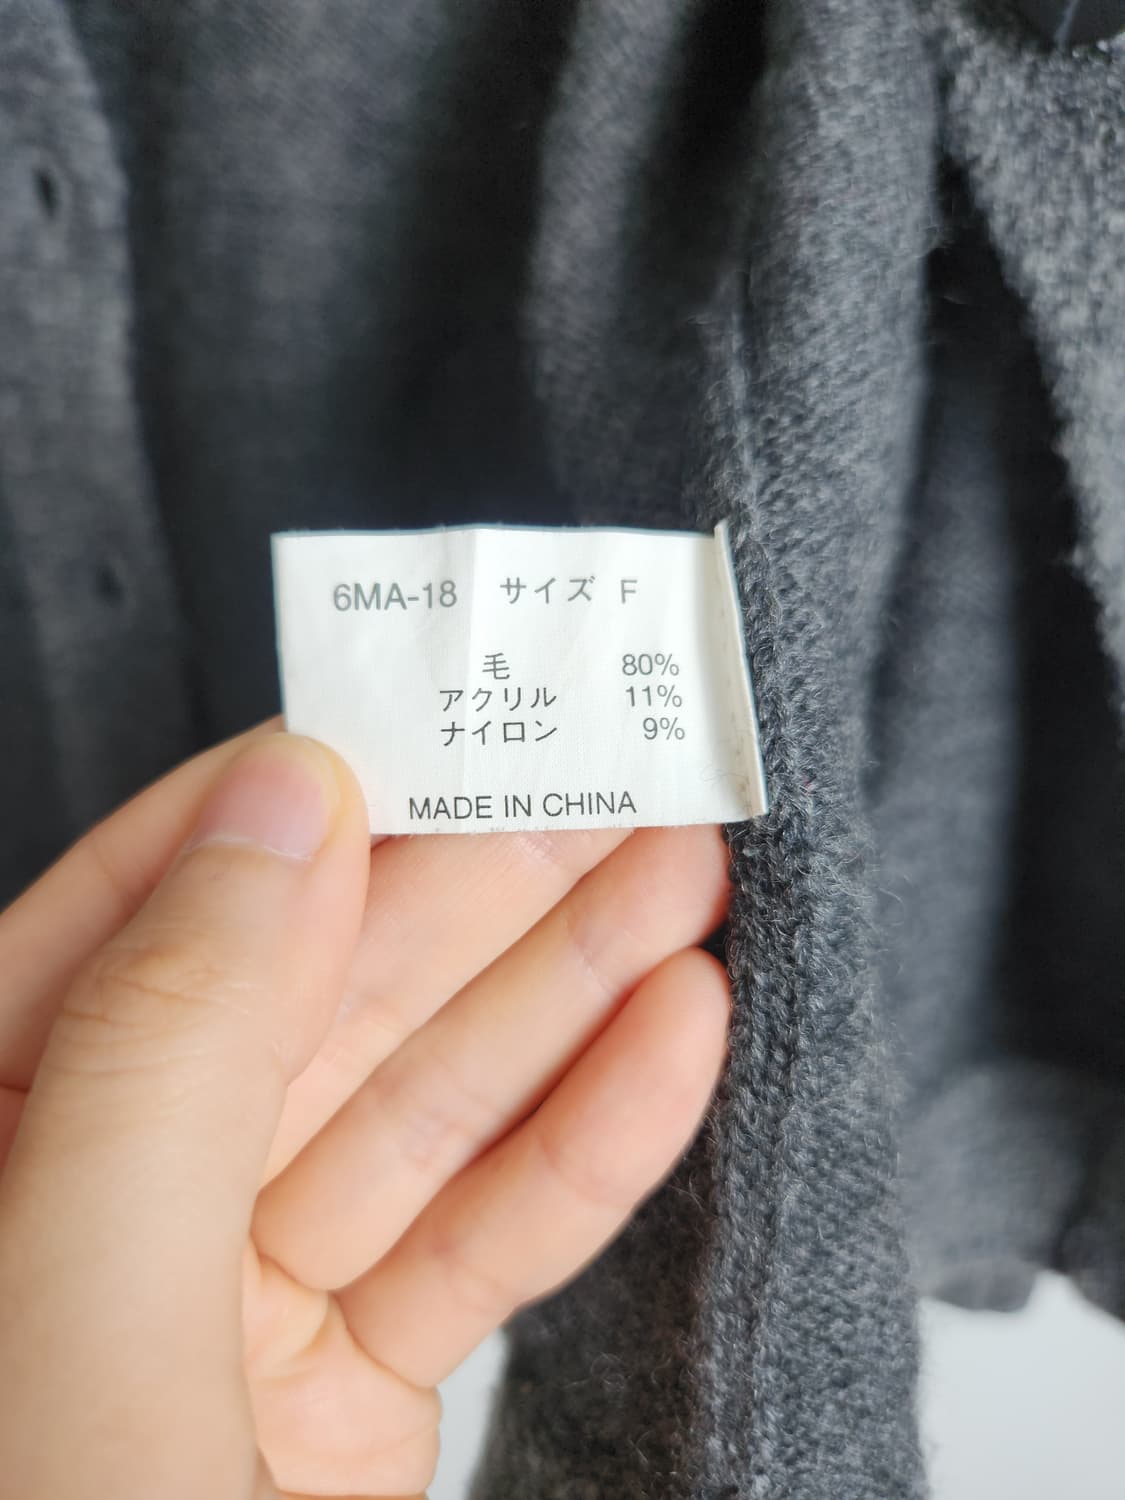 6MA-18 サイズ F
毛 80%
アクリル 11%
ナイロン 9%
MADE IN CHINA